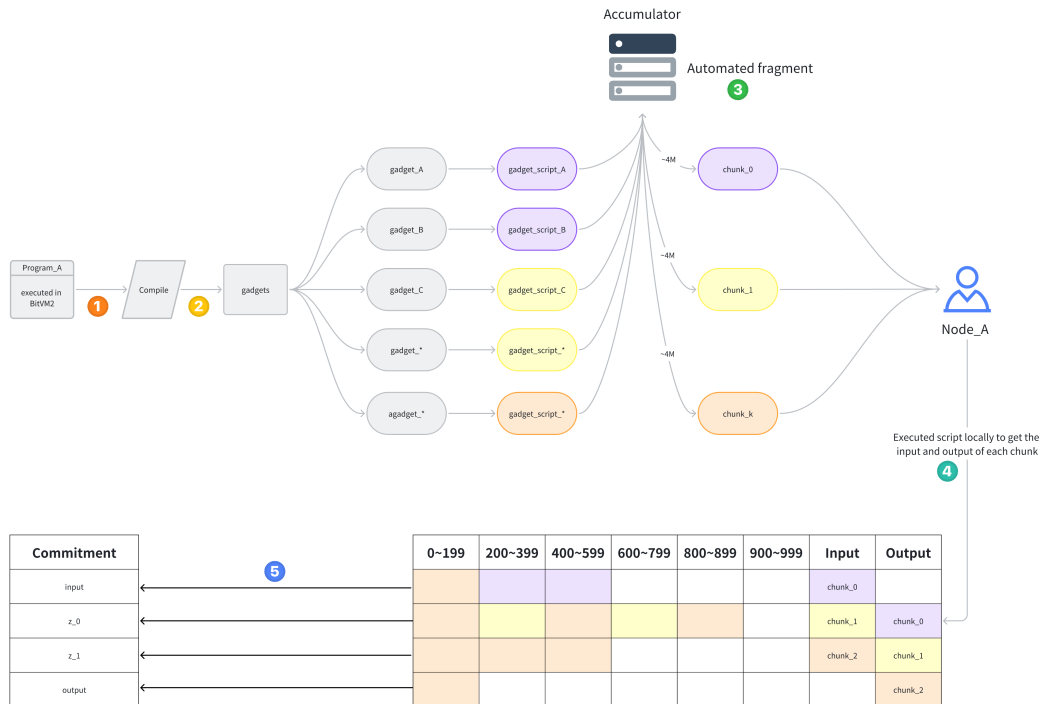 Accumulator
Automated fragment
3
~4M
gadget_A
gadget_script_A
chunk_0
gadget_B
gadget_script_B
~4M
Program_A
executed in
BitVM2
1
Compile
2
gadgets
gadget_C
gadget_script_C
chunk_1
Node_A
gadget_*
gadget_script_*
~4M
agadget_*
gadget_script_*
chunk_k
Executed script locally to get the
input and output of each chunk
4
Commitment
5
0~199 200~399 400~599 600~799 800~899 900~999 Input Output
input chunk_0
z_0 chunk_1 chunk_0
z_1 chunk_2 chunk_1
output chunk_2